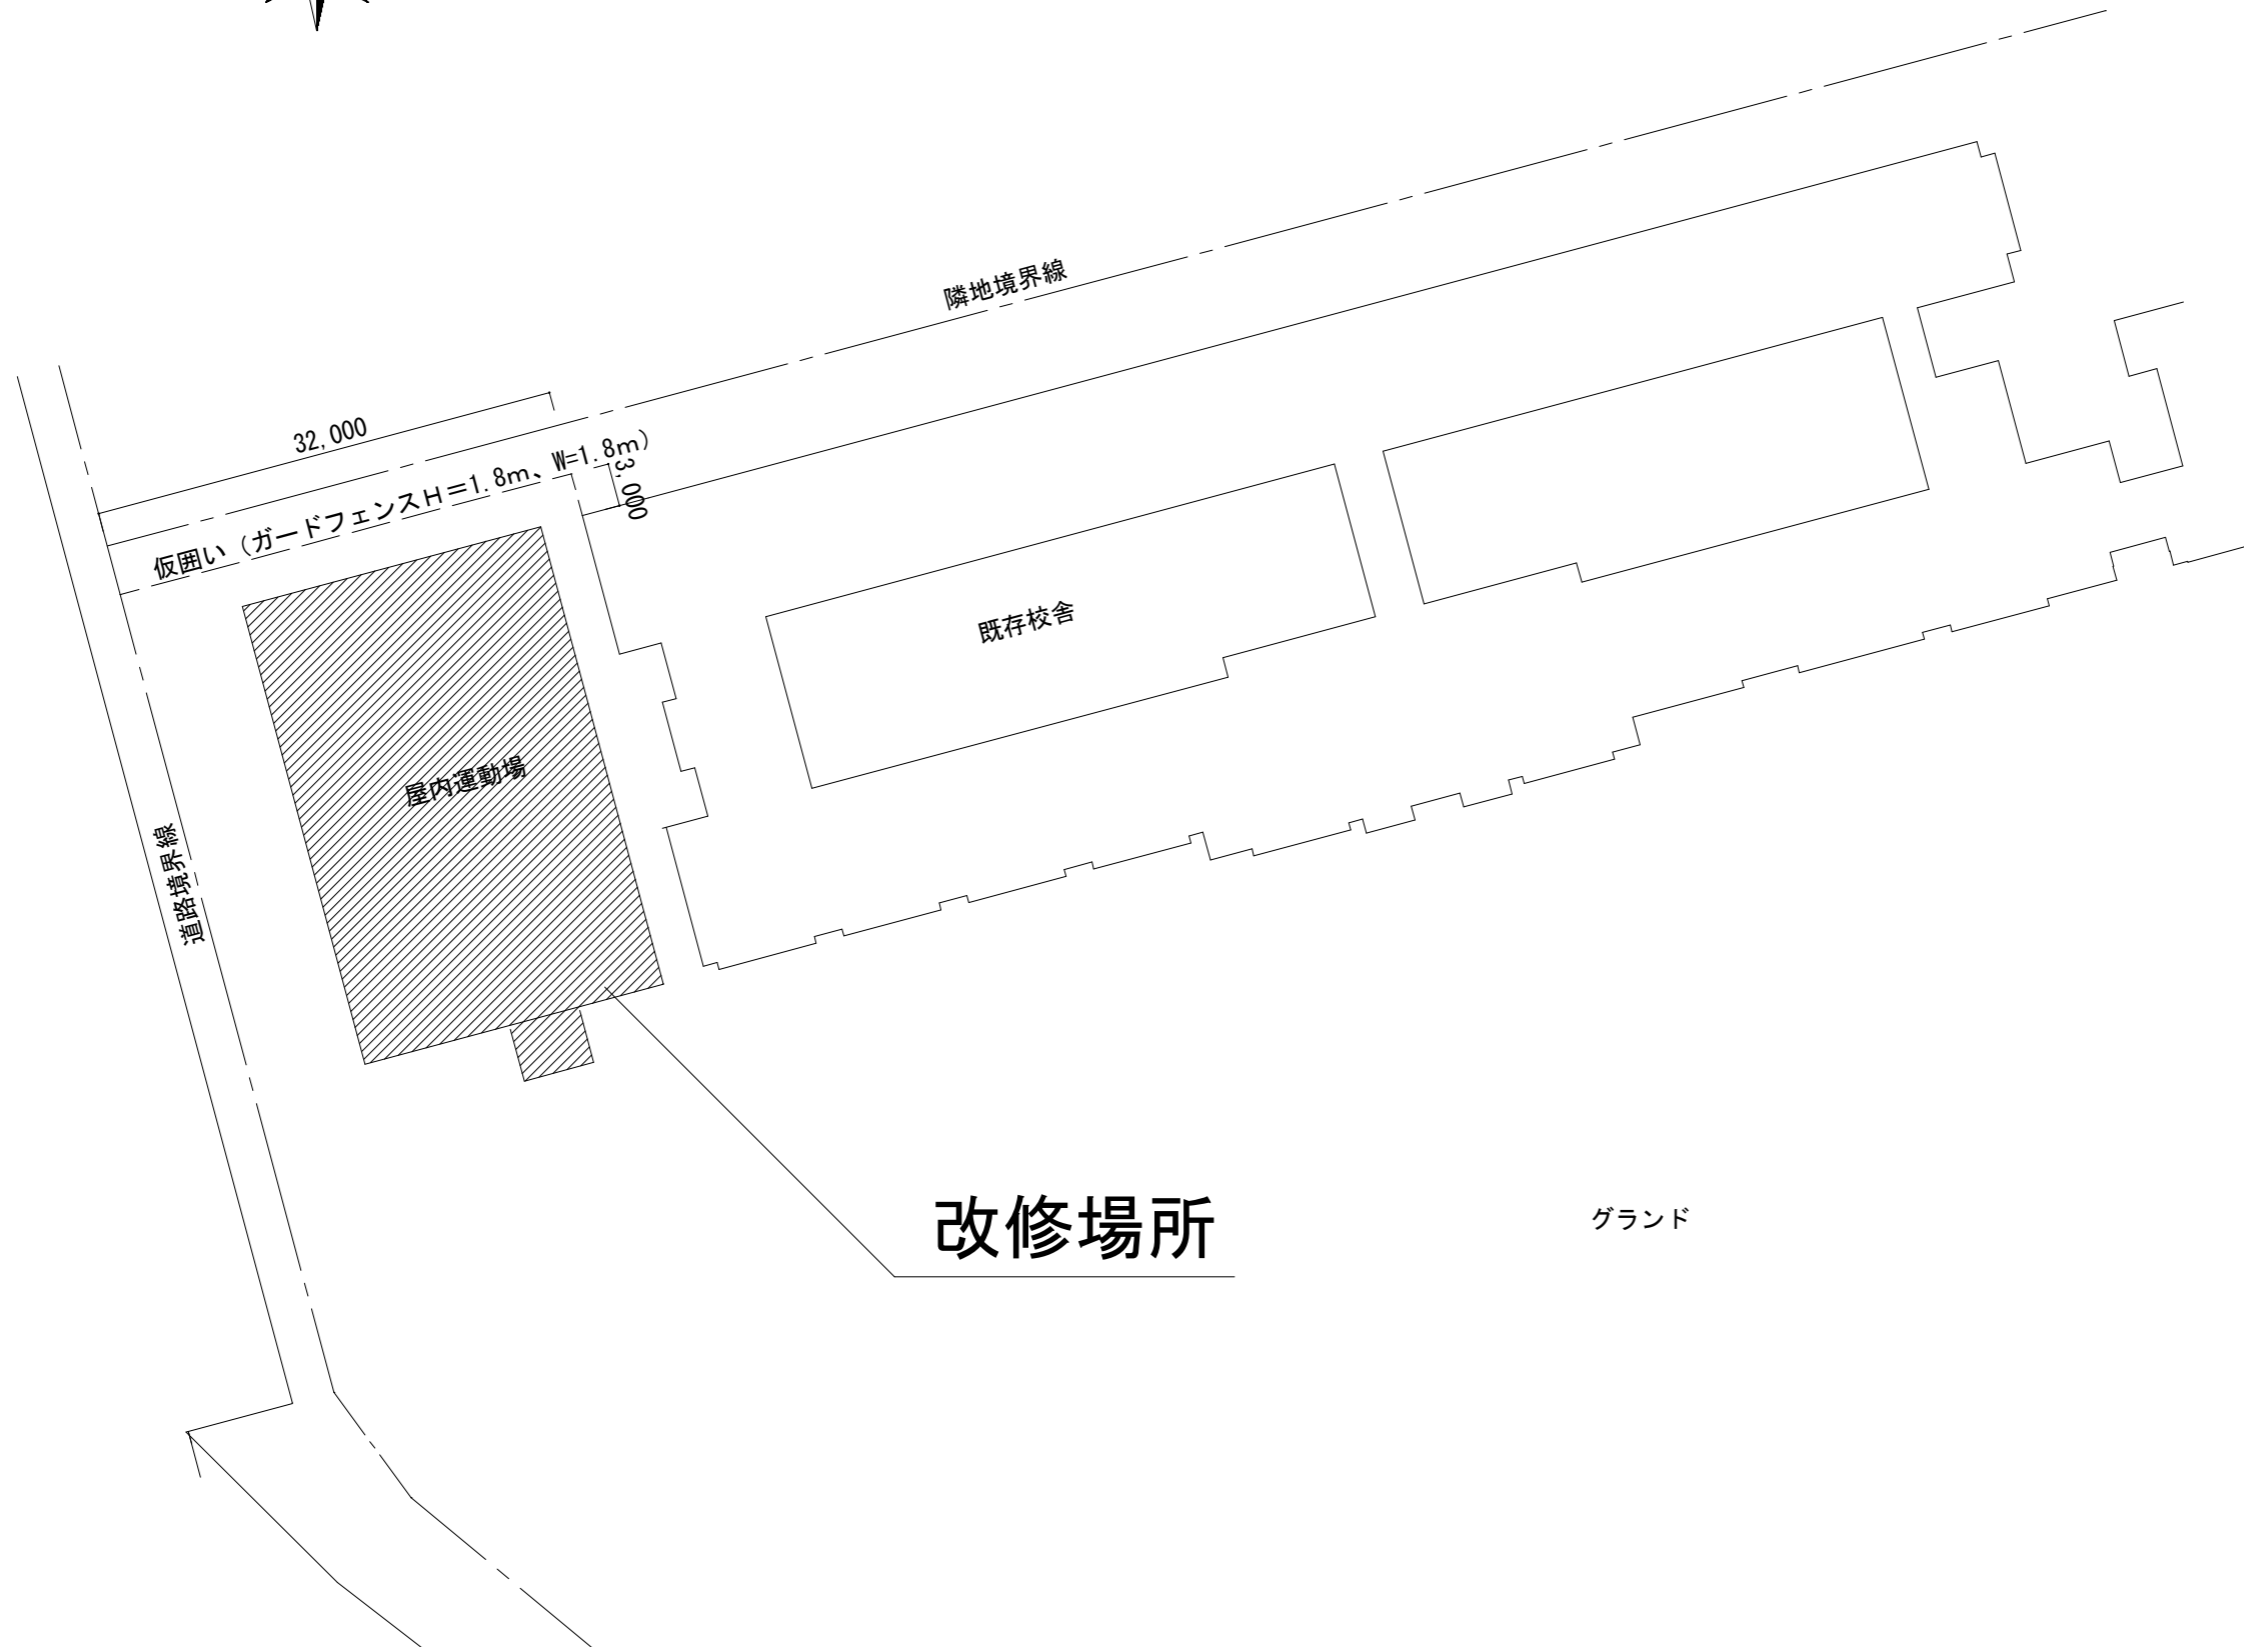 隣地境界線
32,000
仮囲い（ガードフェンスＨ＝1.8ｍ、W=1.8ｍ）
3,000
既存校舎
屋内運動場
道路境界線
改修場所
グランド